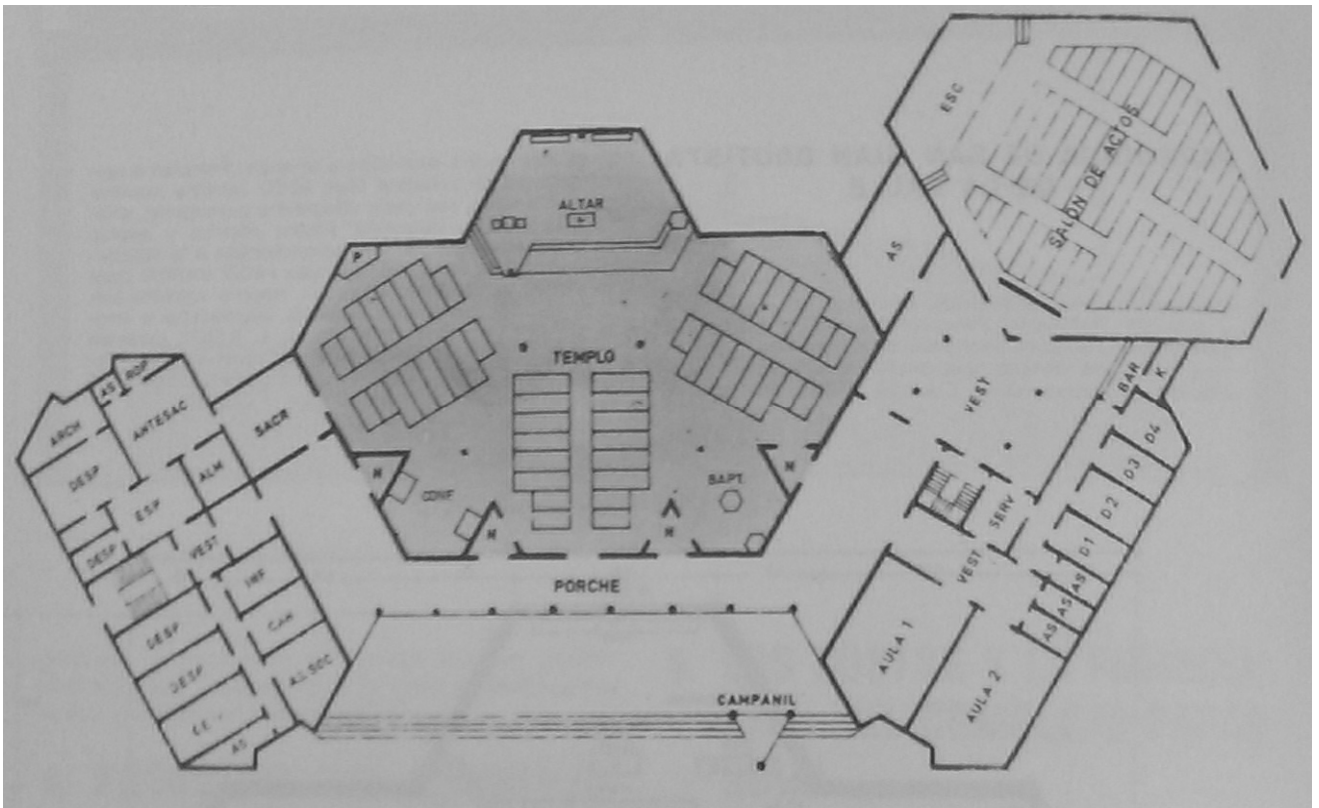 ESC
SALON DE ACTOS
ALTAR
P
AS
TEMPLO
VEST
BAR
K
AS
ROP
ARCH
ANTESAC
SACR
DESP
ALM
M
CONF
BAPT.
M
D4
D3
D2
D1
ESP
SERV
M
M
DESP
VEST
VEST
INF
PORCHE
AS
AS
AS
CAR
DESP
AULA 1
AS.SOC
DESP
AULA 2
CAMPANIL
AS